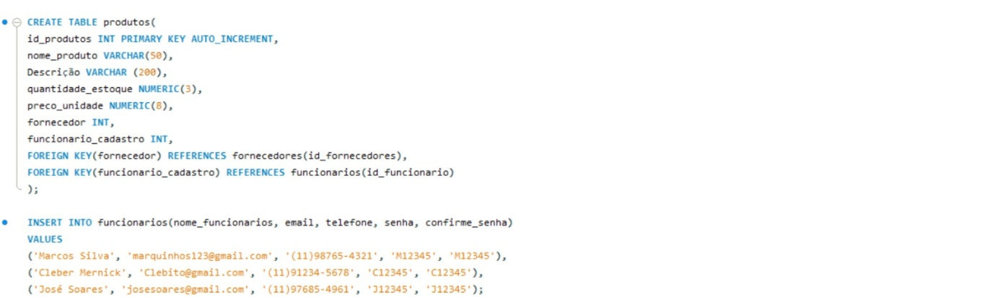 CREATE TABLE produtos(
id_produtos INT PRIMARY KEY AUTO_INCREMENT,
nome_produto VARCHAR(50),
Descrição VARCHAR (200),
quantidade_estoque NUMERIC(3),
preco_unidade NUMERIC(8),
fornecedor INT,
funcionario_cadastro INT,
FOREIGN KEY(fornecedor) REFERENCES fornecedores(id_fornecedores),
FOREIGN KEY(funcionario_cadastro) REFERENCES funcionarios(id_funcionario)
);
INSERT INTO funcionarios(nome_funcionarios, email, telefone, senha, confirme_senha)
VALUES
('Marcos Silva', 'marquinhos123@gmail.com', '(11)98765-4321', 'M12345', 'M12345'),
('Cleber Mernick', 'Clebito@gmail.com', '(11)91234-5678', 'C12345', 'C12345'),
('José Soares', 'josesoares@gmail.com', '(11)97685-4961', 'J12345', 'J12345');